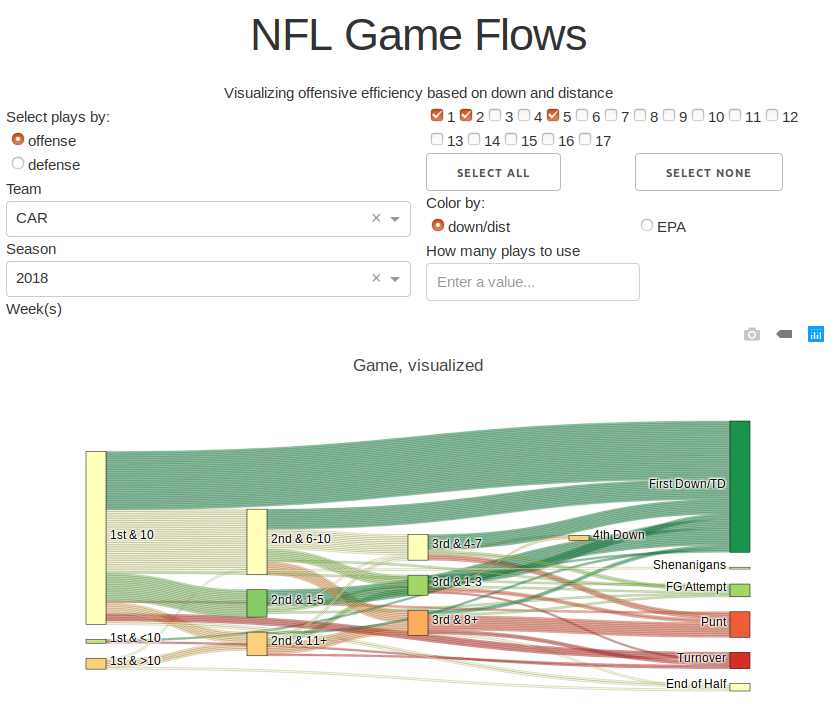 NFL Game Flows
Visualizing offensive efficiency based on down and distance
Select plays by:
offense
defense
Team
CAR
Season
2018
Week(s)
1 2 3 4 5 6 7 8 9 10 11 12
13 14 15 16 17
SELECT ALL SELECT NONE
Color by:
down/dist EPA
How many plays to use
Enter a value...
Game, visualized
1st & 10
1st & <10
1st & >10
2nd & 6-10
2nd & 1-5
2nd & 11+
3rd & 4-7
3rd & 1-3
3rd & 8+
4th Down
First Down/TD
Shenanigans
FG Attempt
Punt
Turnover
End of Half